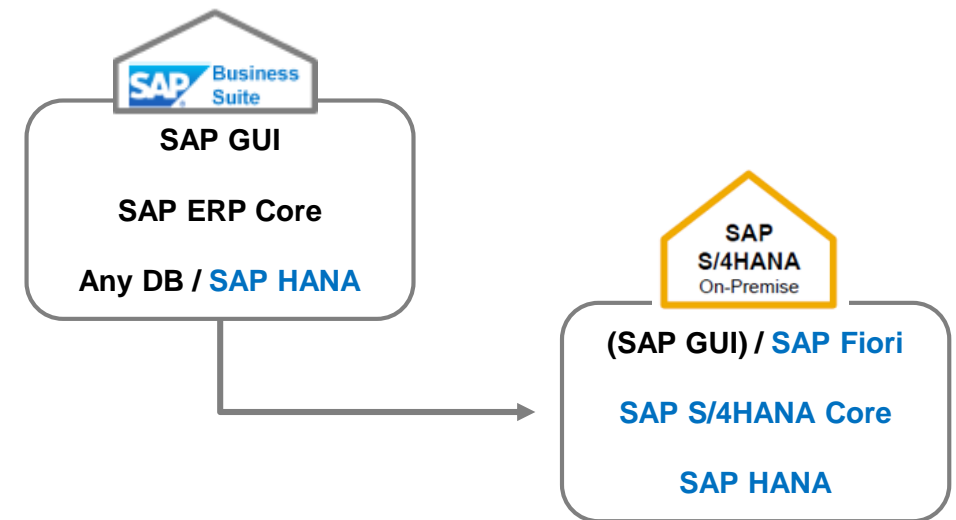 SAP Business
Suite
SAP GUI
SAP ERP Core
Any DB / SAP HANA
SAP
S/4HANA
On-Premise
(SAP GUI) / SAP Fiori
SAP S/4HANA Core
SAP HANA